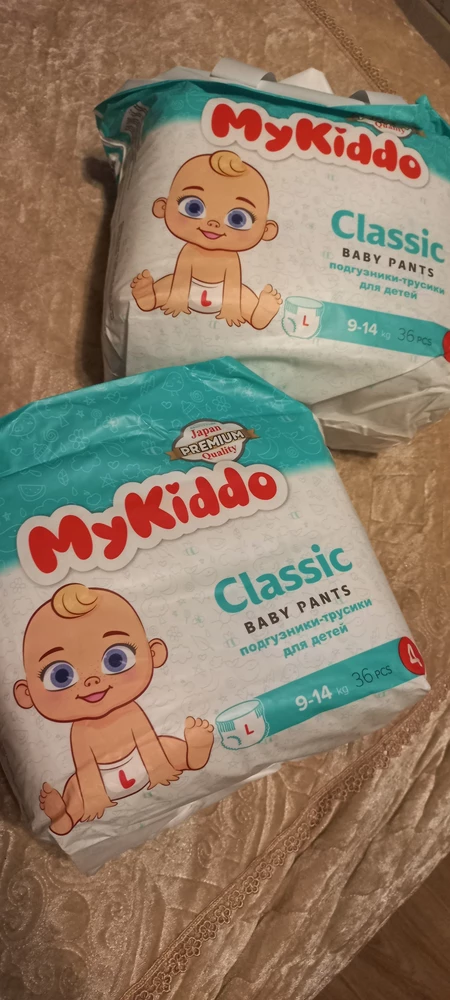 Quality
MyKiddo
Classic
BABY PANTS
подгузники-трусики
для детей
L
L
9-14 kg 36 PCS
Japan
PREMIUM
Quality
MyKiddo
Classic
BABY PANTS
подгузники-трусики
для детей
L
L
9-14 kg 36 PCS
4